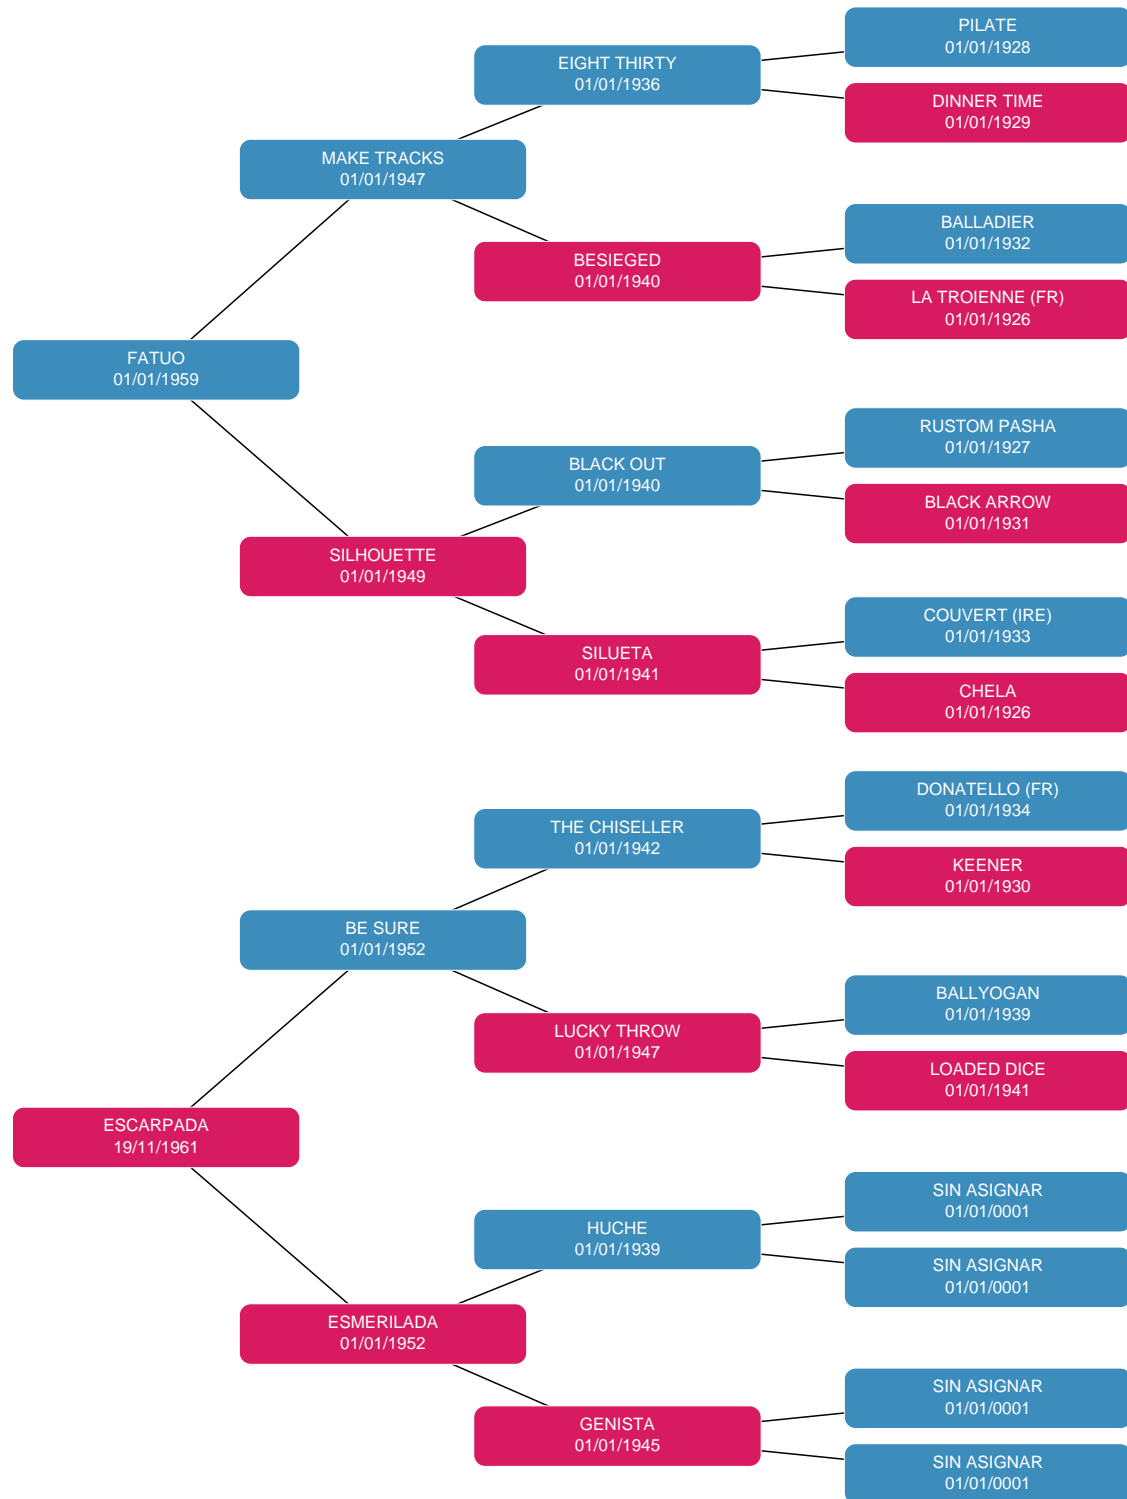 PILATE
01/01/1928
EIGHT THIRTY
01/01/1936
DINNER TIME
01/01/1929
MAKE TRACKS
01/01/1947
BALLADIER
01/01/1932
BESIEGED
01/01/1940
LA TROIENNE (FR)
01/01/1926
FATUO
01/01/1959
RUSTOM PASHA
01/01/1927
BLACK OUT
01/01/1940
BLACK ARROW
01/01/1931
SILHOUETTE
01/01/1949
COUVERT (IRE)
01/01/1933
SILUETA
01/01/1941
CHELA
01/01/1926
DONATELLO (FR)
01/01/1934
THE CHISELLER
01/01/1942
KEENER
01/01/1930
BE SURE
01/01/1952
BALLYOGAN
01/01/1939
LUCKY THROW
01/01/1947
LOADED DICE
01/01/1941
ESCARPADA
19/11/1961
SIN ASIGNAR
01/01/0001
HUCHE
01/01/1939
SIN ASIGNAR
01/01/0001
ESMERILADA
01/01/1952
SIN ASIGNAR
01/01/0001
GENISTA
01/01/1945
SIN ASIGNAR
01/01/0001